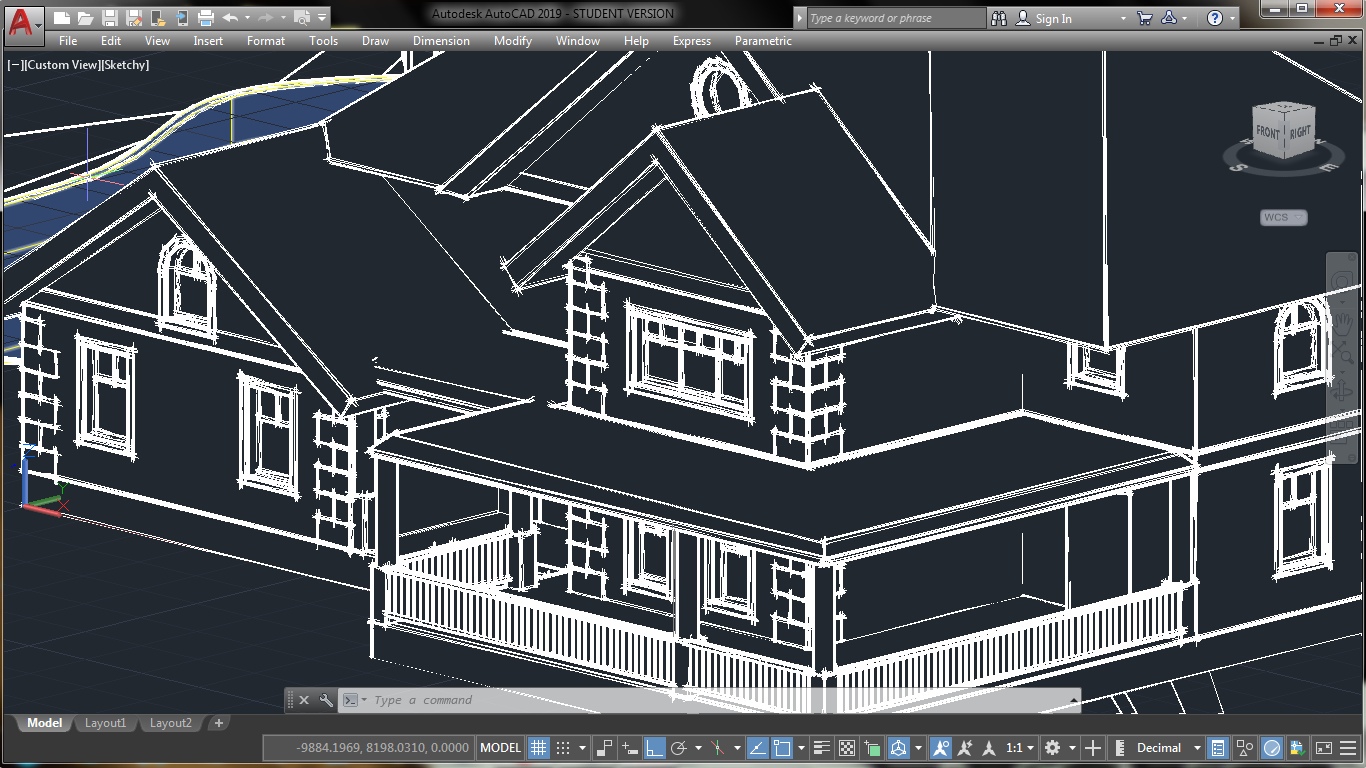 Autodesk AutoCAD 2019 - STUDENT VERSION
Type a keyword or phrase
Sign In
File Edit View Insert Format Tools Draw Dimension Modify Window Help Express Parametric
[−][Custom View][Sketchy]
FRONT RIGHT
S E
WCS
Y
X
Type a command
Model Layout1 Layout2 +
-9884.1969, 8198.0310, 0.0000 MODEL 1:1 Decimal